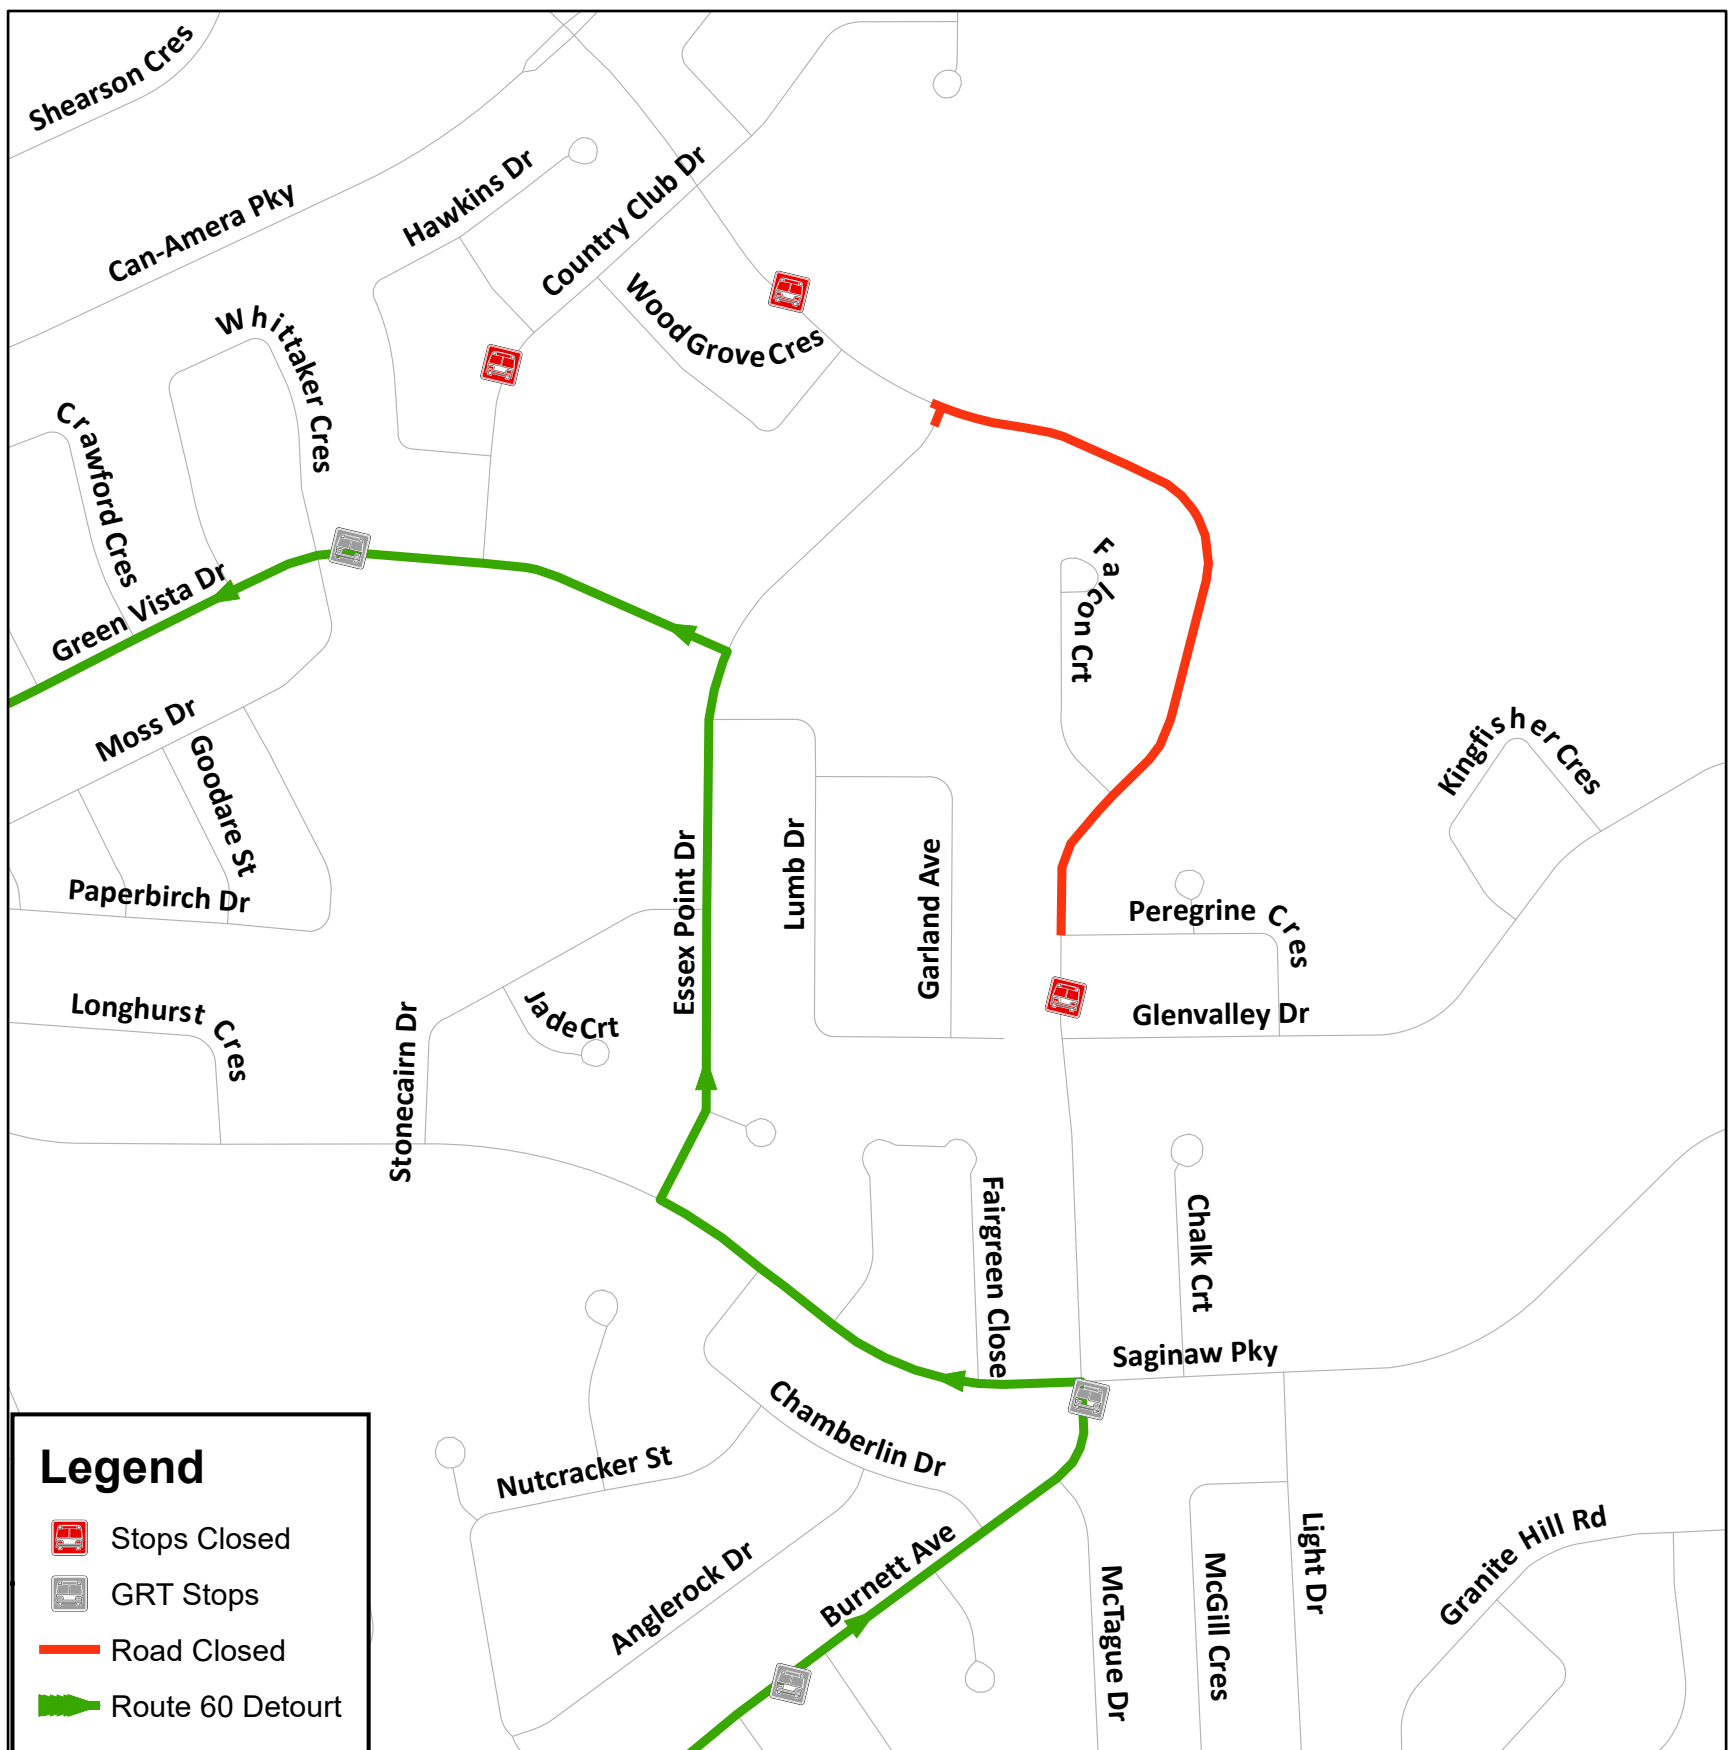 Shearson Cres
Can-Amera Pky
Hawkins Dr
Country Club Dr
WoodGrove Cres
Whittaker Cres
Crawford Cres
Green Vista Dr
Falcon Crt
Moss Dr
Goodare St
Kingfisher Cres
Paperbirch Dr
Essex Point Dr
Lumb Dr
Garland Ave
Peregrine Cres
Longhurst Cres
Jade Crt
Glenvalley Dr
Stonecairn Dr
Fairgreen Close
Chalk Crt
Saginaw Pky
Chamberlin Dr
Nutcracker St
Anglerock Dr
Burnett Ave
McTague Dr
McGill Cres
Light Dr
Granite Hill Rd
Legend
Stops Closed
GRT Stops
Road Closed
Route 60 Detourt